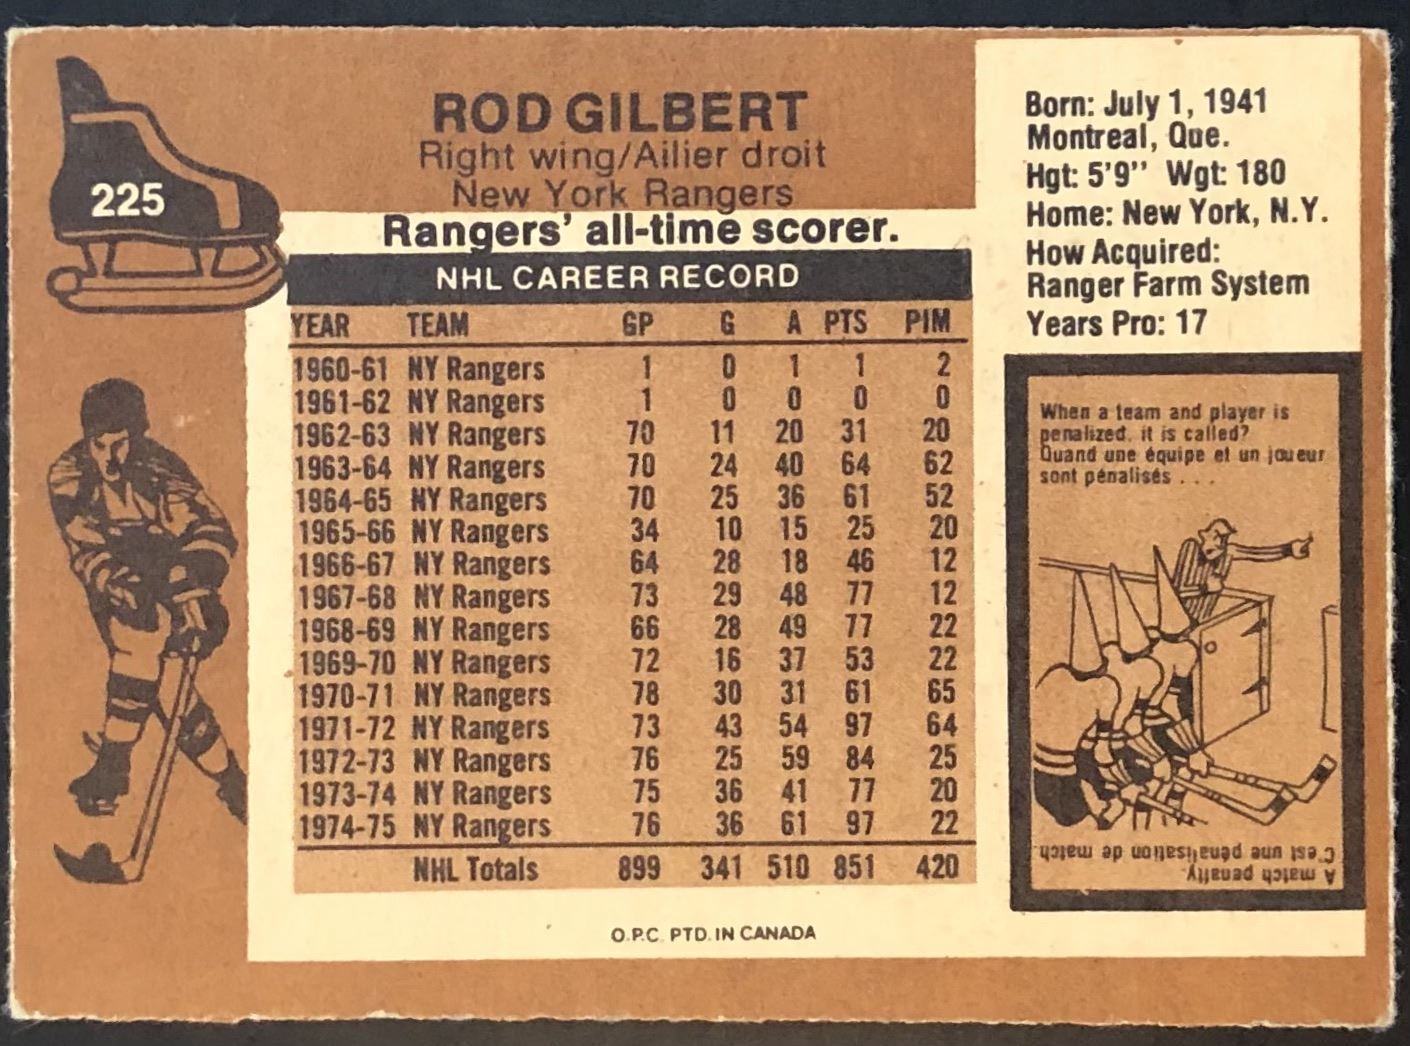 225
ROD GILBERT
Right wing/Ailier droit
New York Rangers
Rangers' all-time scorer.
NHL CAREER RECORD
YEAR TEAM GP G A PTS PIM
1960-61 NY Rangers 1 0 1 1 2
1961-62 NY Rangers 1 0 0 0 0
1962-63 NY Rangers 70 11 20 31 20
1963-64 NY Rangers 70 24 40 64 62
1964-65 NY Rangers 70 25 36 61 52
1965-66 NY Rangers 34 10 15 25 20
1966-67 NY Rangers 64 28 18 46 12
1967-68 NY Rangers 73 29 48 77 12
1968-69 NY Rangers 66 28 49 77 22
1969-70 NY Rangers 72 16 37 53 22
1970-71 NY Rangers 78 30 31 61 65
1971-72 NY Rangers 73 43 54 97 64
1972-73 NY Rangers 76 25 59 84 25
1973-74 NY Rangers 75 36 41 77 20
1974-75 NY Rangers 76 36 61 97 22
NHL Totals 899 341 510 851 420
O.P.C. PTD. IN CANADA
Born: July 1, 1941
Montreal, Que.
Hgt: 5'9" Wgt: 180
Home: New York, N.Y.
How Acquired:
Ranger Farm System
Years Pro: 17
When a team and player is
penalized, it is called?
Quand une équipe et un joueur
sont pénalisés . . .
A match penalty.
C'est une pénalisation de match.